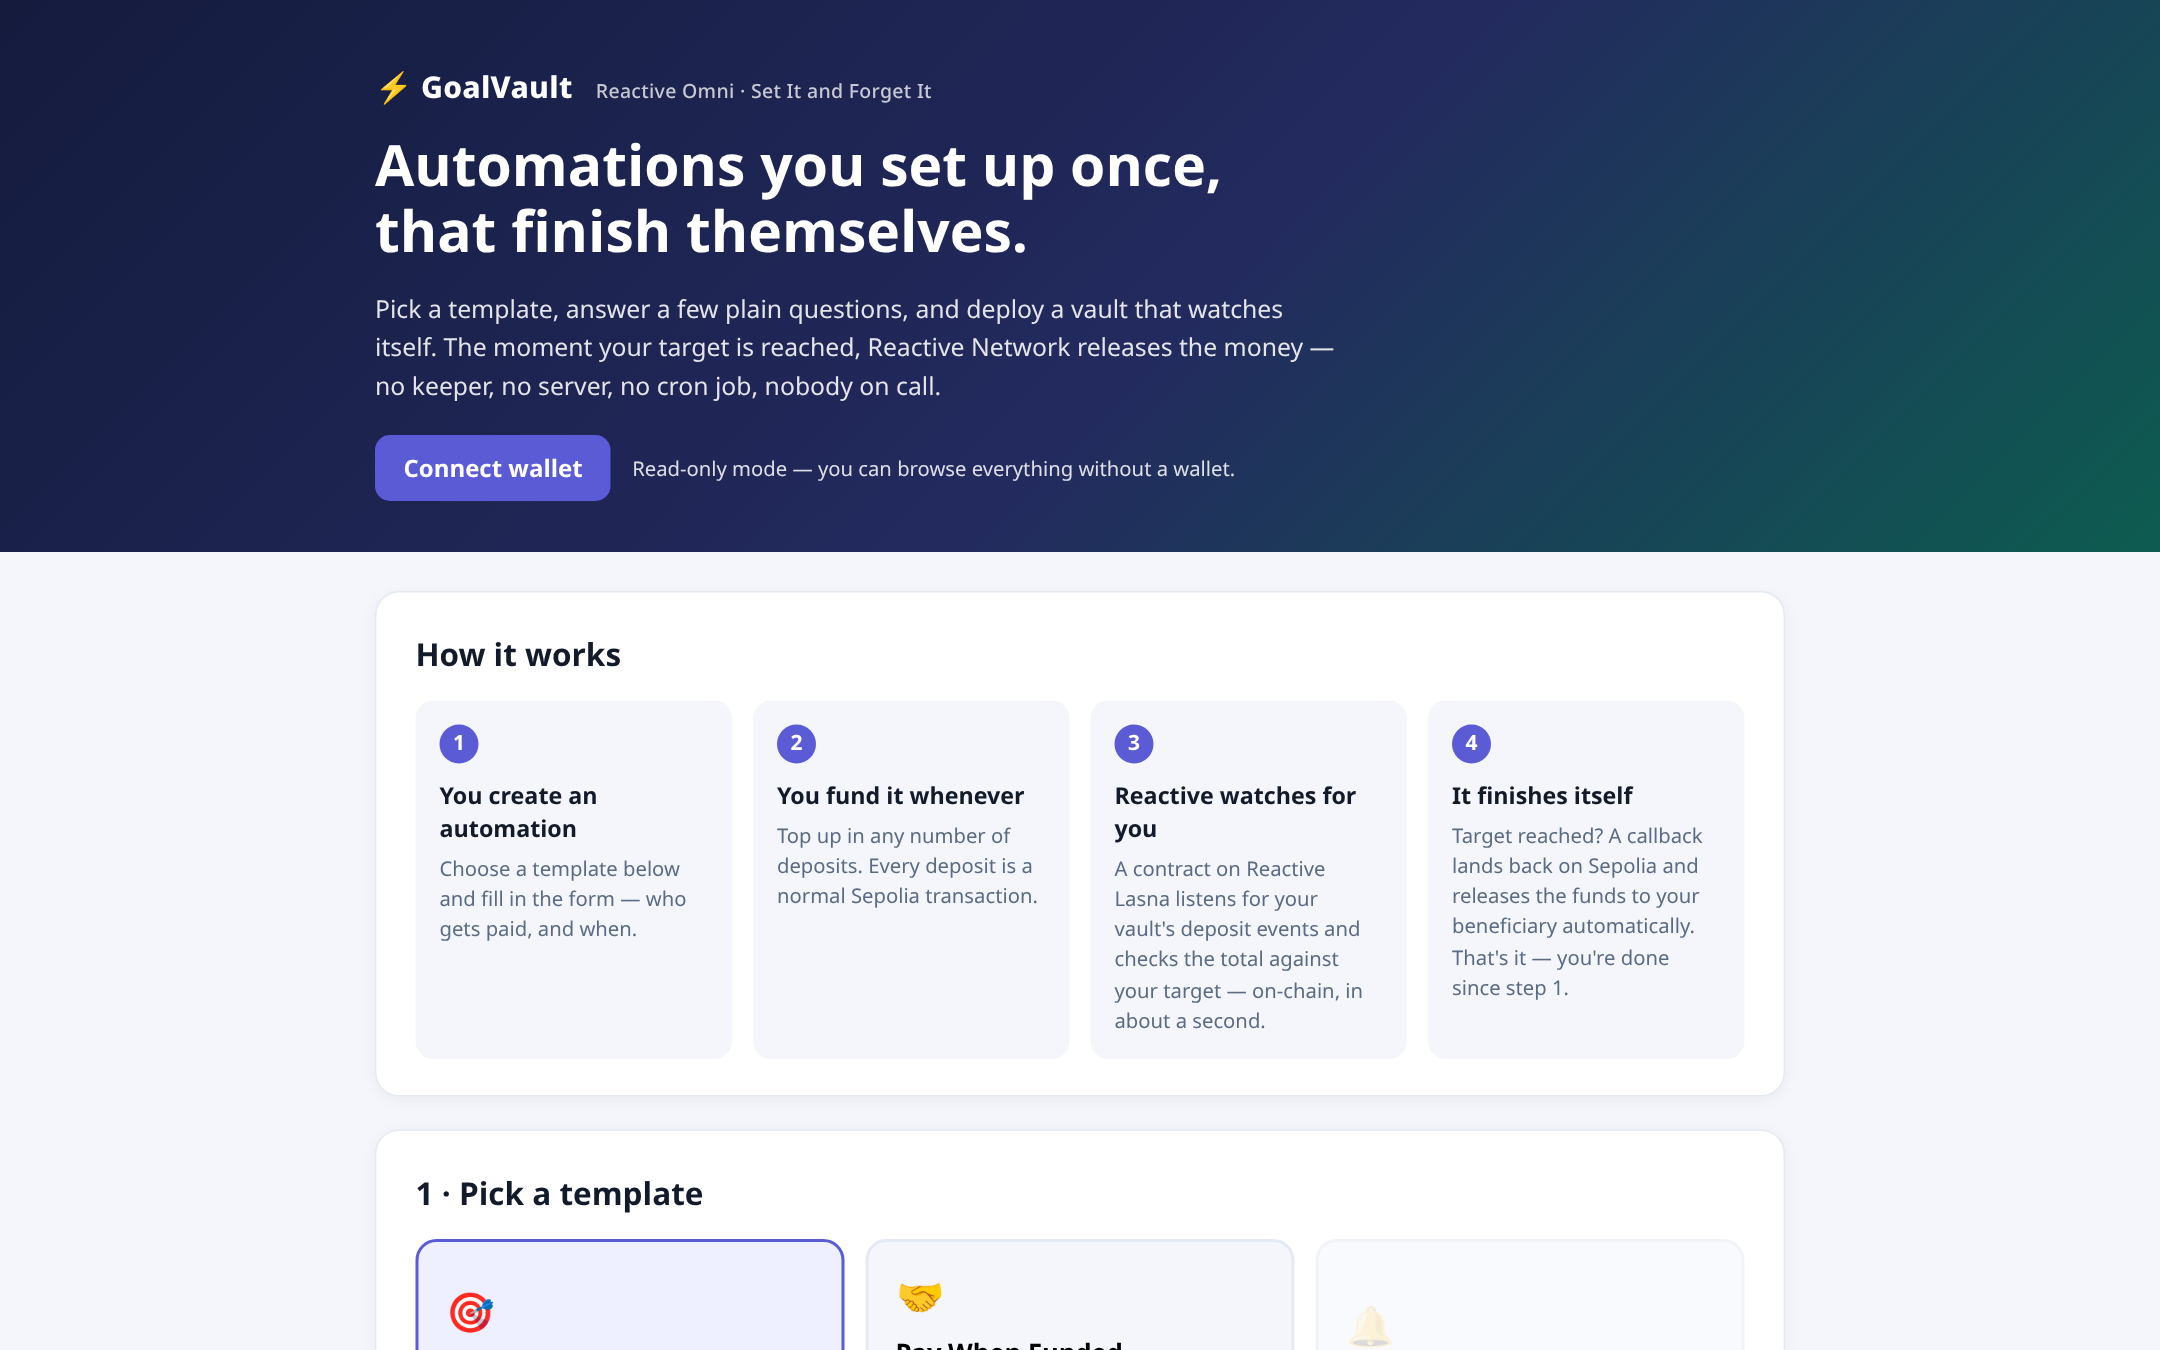 ⚡ GoalVault Reactive Omni · Set It and Forget It
Automations you set up once,
that finish themselves.
Pick a template, answer a few plain questions, and deploy a vault that watches
itself. The moment your target is reached, Reactive Network releases the money —
no keeper, no server, no cron job, nobody on call.
Connect wallet
Read-only mode — you can browse everything without a wallet.
How it works
1
You create an
automation
Choose a template below
and fill in the form — who
gets paid, and when.
2
You fund it whenever
Top up in any number of
deposits. Every deposit is a
normal Sepolia transaction.
3
Reactive watches for
you
A contract on Reactive
Lasna listens for your
vault's deposit events and
checks the total against
your target — on-chain, in
about a second.
4
It finishes itself
Target reached? A callback
lands back on Sepolia and
releases the funds to your
beneficiary automatically.
That's it — you're done
since step 1.
1 · Pick a template
Pay When Funded